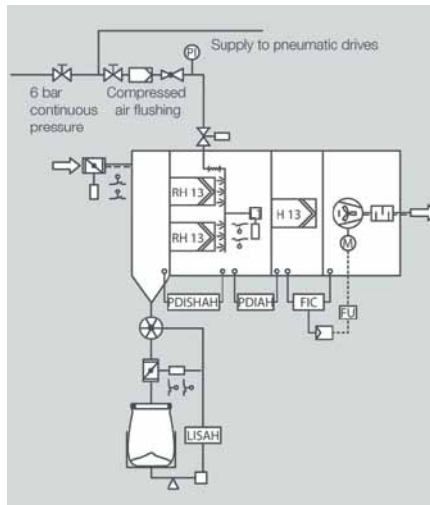 PI
Supply to pneumatic drives
6 bar
continuous
pressure
Compressed
air flushing
RH 13
H 13
RH 13
M
PDISHAH
PDIAH
FIC
FU
LISAH